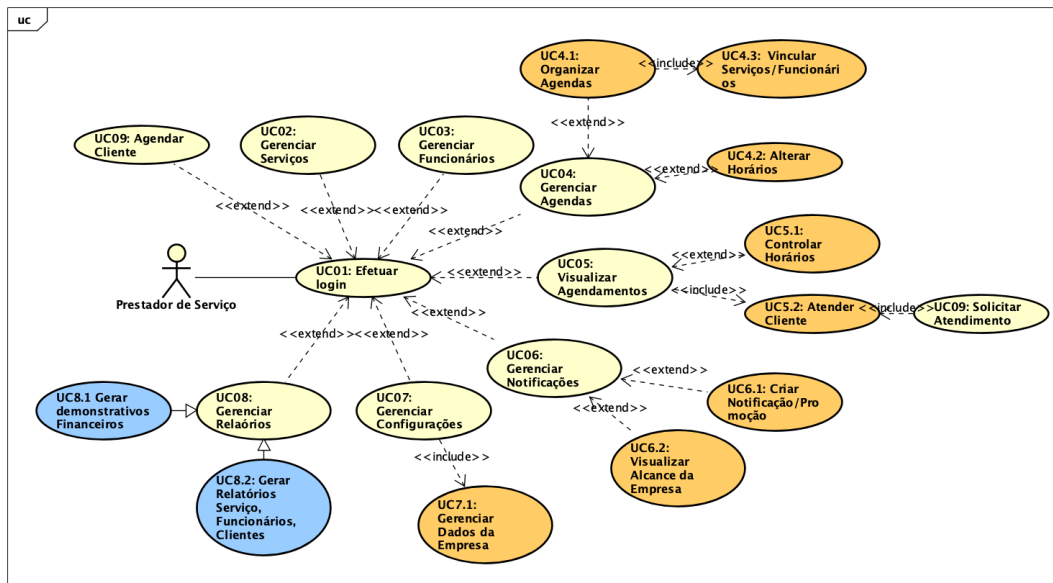 uc
UC4.1:
Organizar
Agendas
<<include>>
UC4.3: Vincular
Serviços/Funcionári
os
<<extend>>
UC09: Agendar
Cliente
UC02:
Gerenciar
Serviços
UC03:
Gerenciar
Funcionários
UC04:
Gerenciar
Agendas
<<extend>>
UC4.2: Alterar
Horários
<<extend>>
<<extend>>
<<extend>>
<<extend>>
UC5.1:
Controlar
Horários
<<extend>>
UC01: Efetuar
login
<<extend>>
UC05:
Visualizar
Agendamentos
<<include>>
UC5.2: Atender
Cliente
<<include>>
UC09: Solicitar
Atendimento
Prestador de Serviço
<<extend>>
<<extend>>
<<extend>>
UC06:
Gerenciar
Notificações
<<extend>>
UC6.1: Criar
Notificação/Pro
moção
<<extend>>
UC8.1 Gerar
demonstrativos
Financeiros
UC08:
Gerenciar
Relaórios
UC07:
Gerenciar
Configurações
<<include>>
UC6.2:
Visualizar
Alcance da
Empresa
UC8.2: Gerar
Relatórios
Serviço,
Funcionários,
Clientes
UC7.1:
Gerenciar
Dados da
Empresa